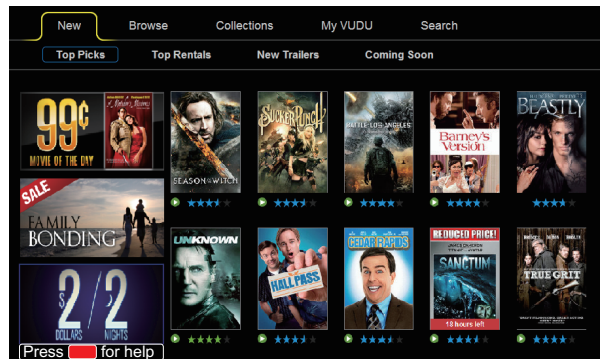 New Browse Collections My VUDU Search
Top Picks Top Rentals New Trailers Coming Soon
99¢
MOVIE OF THE DAY
SEASON OF THE WITCH
SUCKER PUNCH
BATTLE: LOS ANGELES
Barney's
Version
BEASTLY
SALE
FAMILY
BONDING
UNKNOWN
HALL PASS
CEDAR RAPIDS
REDUCED PRICE!
SANCTUM
18 hours left
TRUE GRIT
$2/2
DOLLARS NIGHTS
Press for help